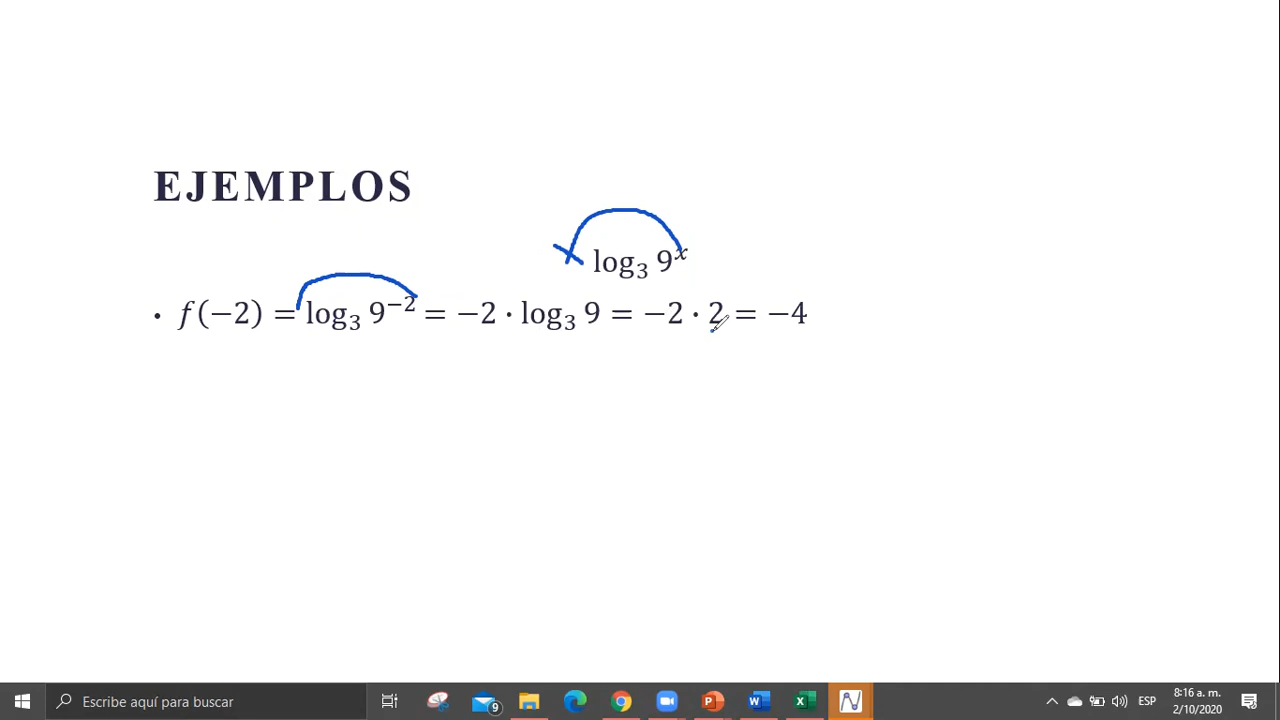 EJEMPLOS
x log₃ 9ˣ
• f(−2) = log₃ 9⁻² = −2 · log₃ 9 = −2 · 2 = −4
Escribe aquí para buscar
9
ESP
8:16 a. m.
2/10/2020